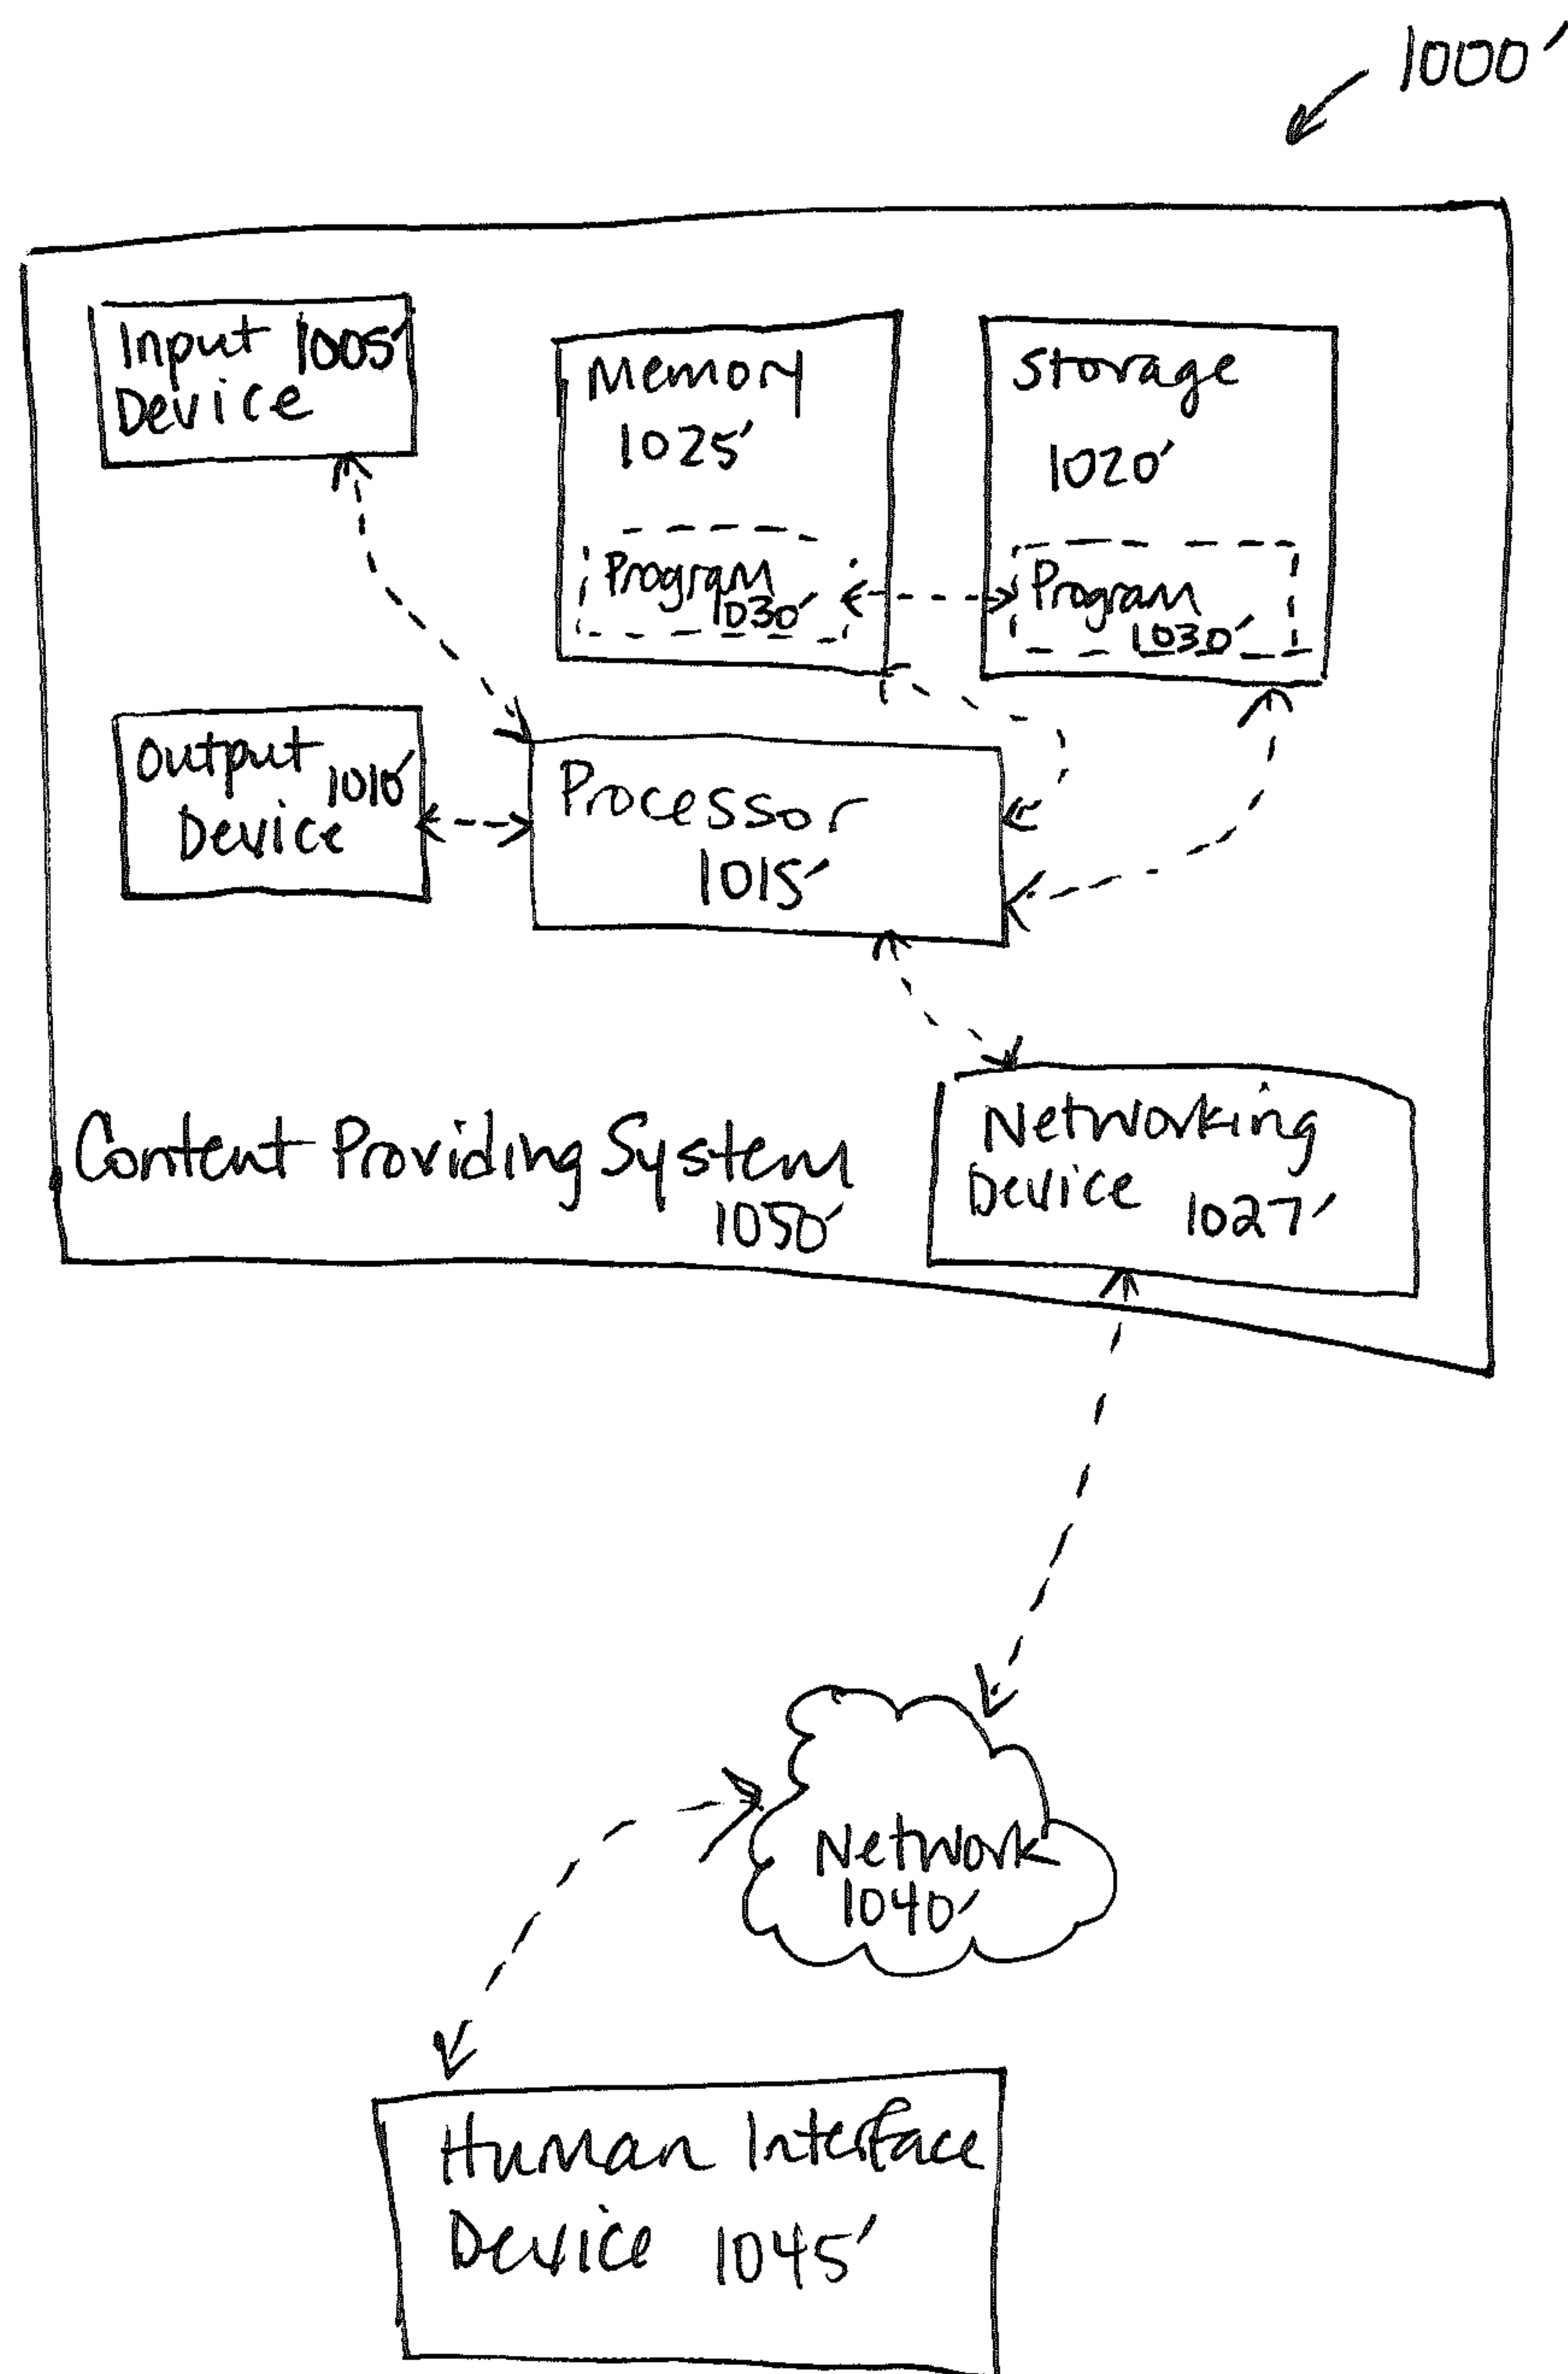 1000′
Input 1005′
Device
Memory
1025′
Program
1030′
Storage
1020′
Program
1030′
Output
1010′
Device
Processor
1015′
Content Providing System
1050′
Networking
Device 1027′
Network
1040′
Human Interface
Device 1045′